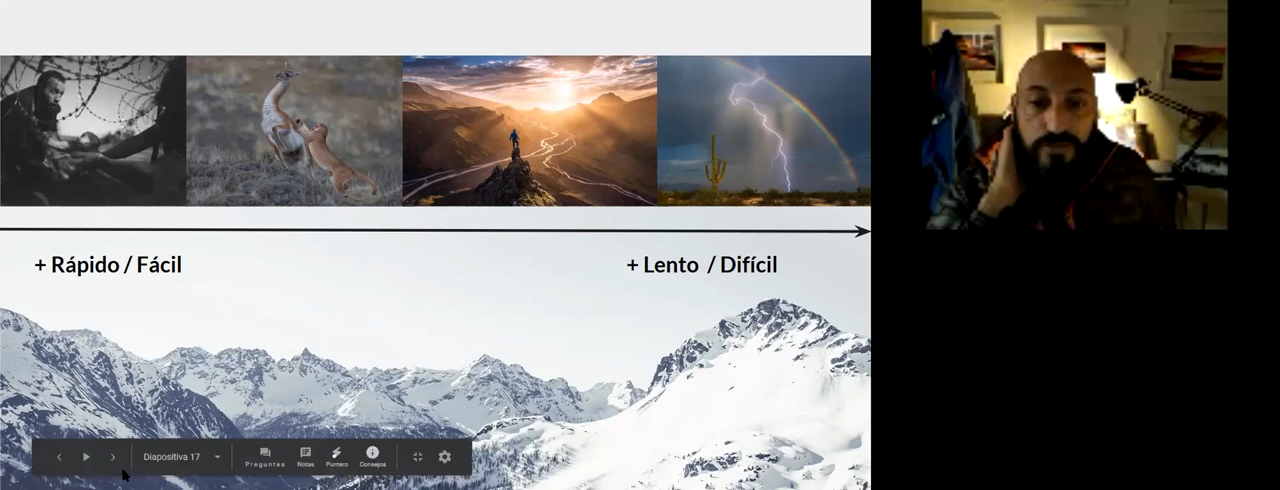 + Rápido / Fácil
+ Lento / Difícil
Diapositiva 17
Preguntas
Notas
Puntero
Consejos